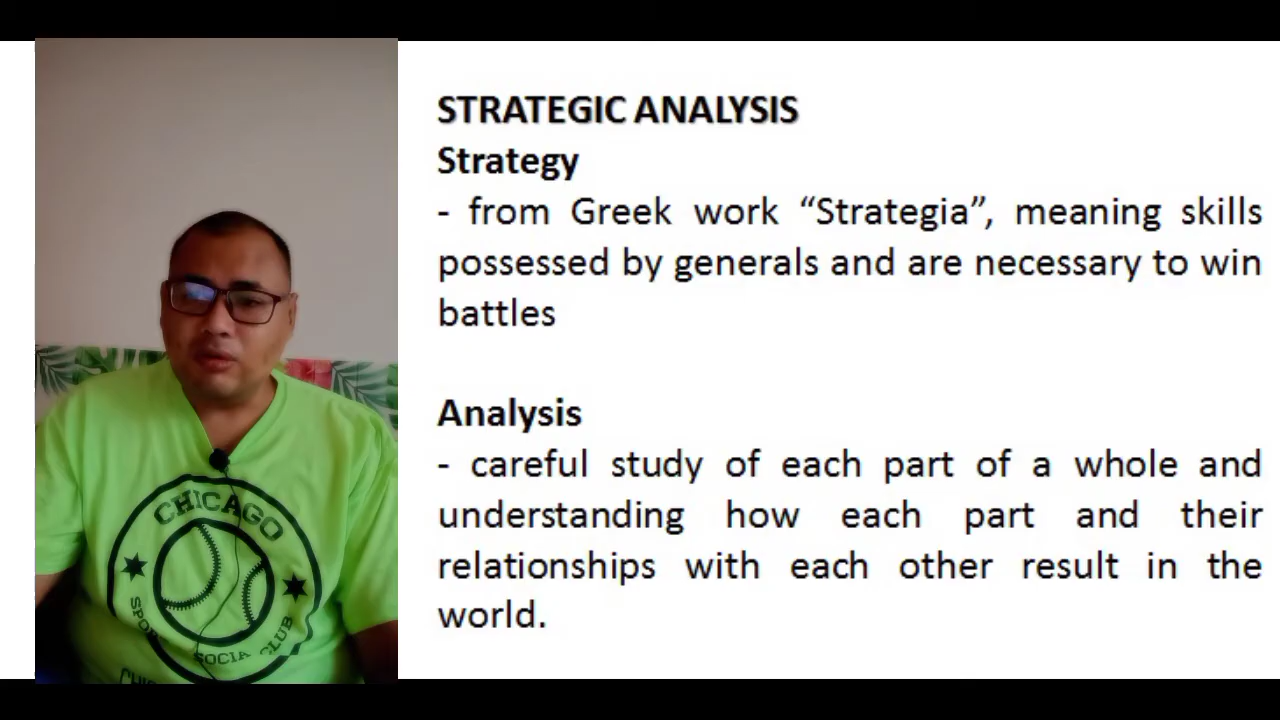 STRATEGIC ANALYSIS
Strategy
- from Greek work “Strategia”, meaning skills
possessed by generals and are necessary to win
battles
Analysis
- careful study of each part of a whole and
understanding how each part and their
relationships with each other result in the
world.
CHICAGO
SOCIAL CLUB